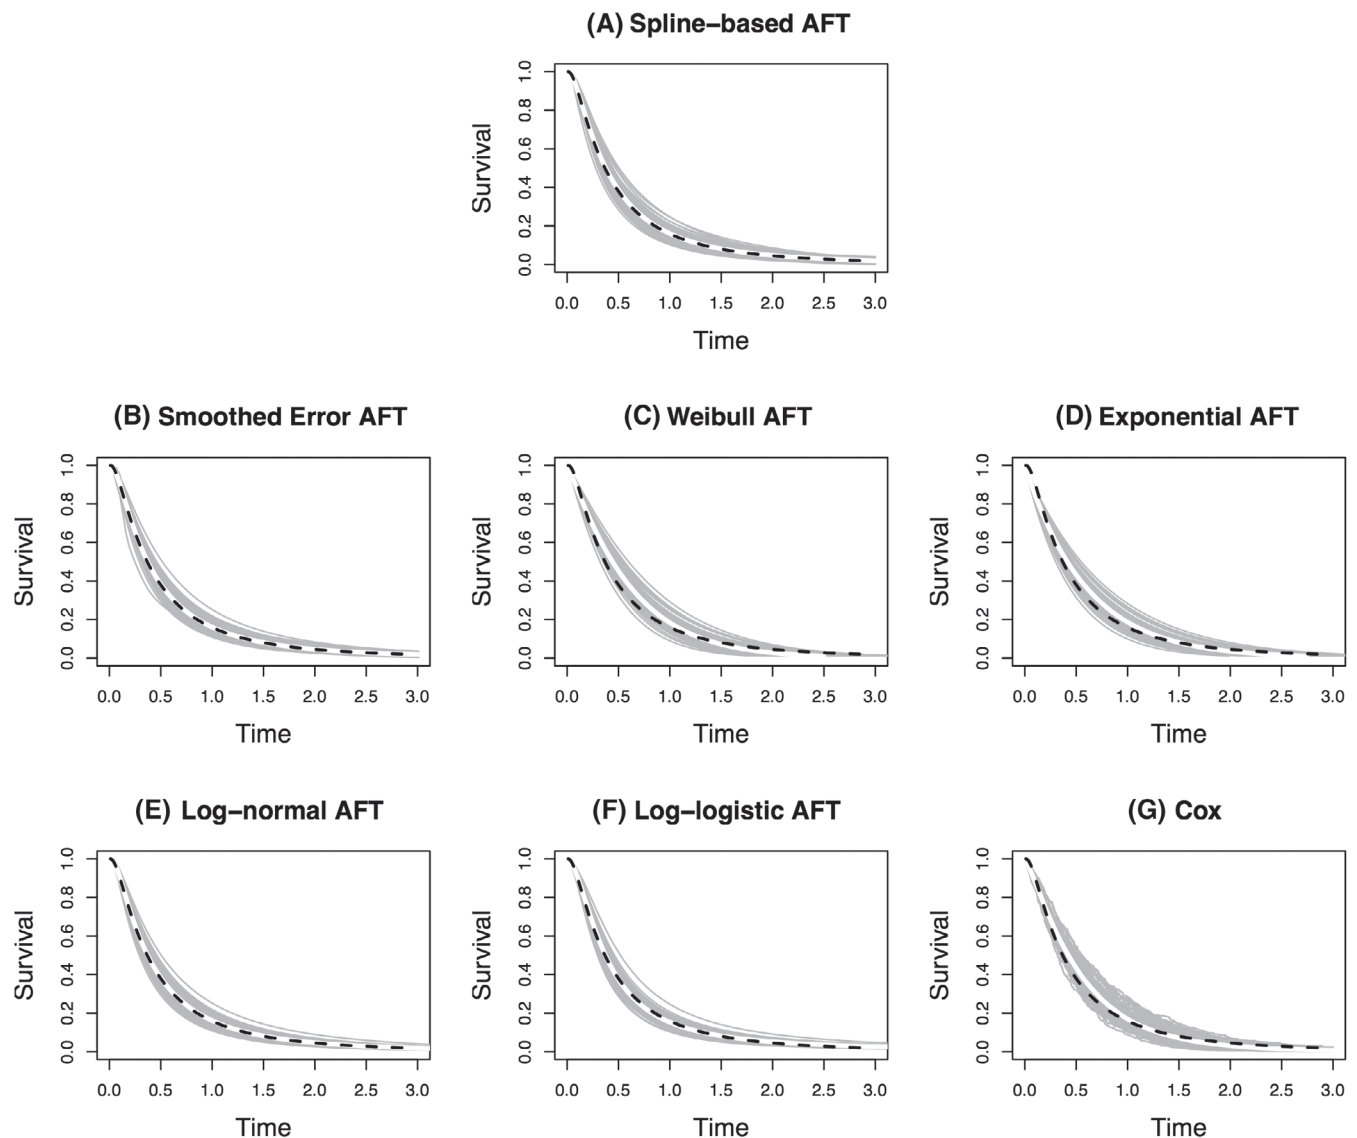 (A) Spline–based AFT
Survival
0.0 0.2 0.4 0.6 0.8 1.0
0.0 0.5 1.0 1.5 2.0 2.5 3.0
Time
(B) Smoothed Error AFT
Survival
0.0 0.2 0.4 0.6 0.8 1.0
0.0 0.5 1.0 1.5 2.0 2.5 3.0
Time
(C) Weibull AFT
Survival
0.0 0.2 0.4 0.6 0.8 1.0
0.0 0.5 1.0 1.5 2.0 2.5 3.0
Time
(D) Exponential AFT
Survival
0.0 0.2 0.4 0.6 0.8 1.0
0.0 0.5 1.0 1.5 2.0 2.5 3.0
Time
(E) Log–normal AFT
Survival
0.0 0.2 0.4 0.6 0.8 1.0
0.0 0.5 1.0 1.5 2.0 2.5 3.0
Time
(F) Log–logistic AFT
Survival
0.0 0.2 0.4 0.6 0.8 1.0
0.0 0.5 1.0 1.5 2.0 2.5 3.0
Time
(G) Cox
Survival
0.0 0.2 0.4 0.6 0.8 1.0
0.0 0.5 1.0 1.5 2.0 2.5 3.0
Time